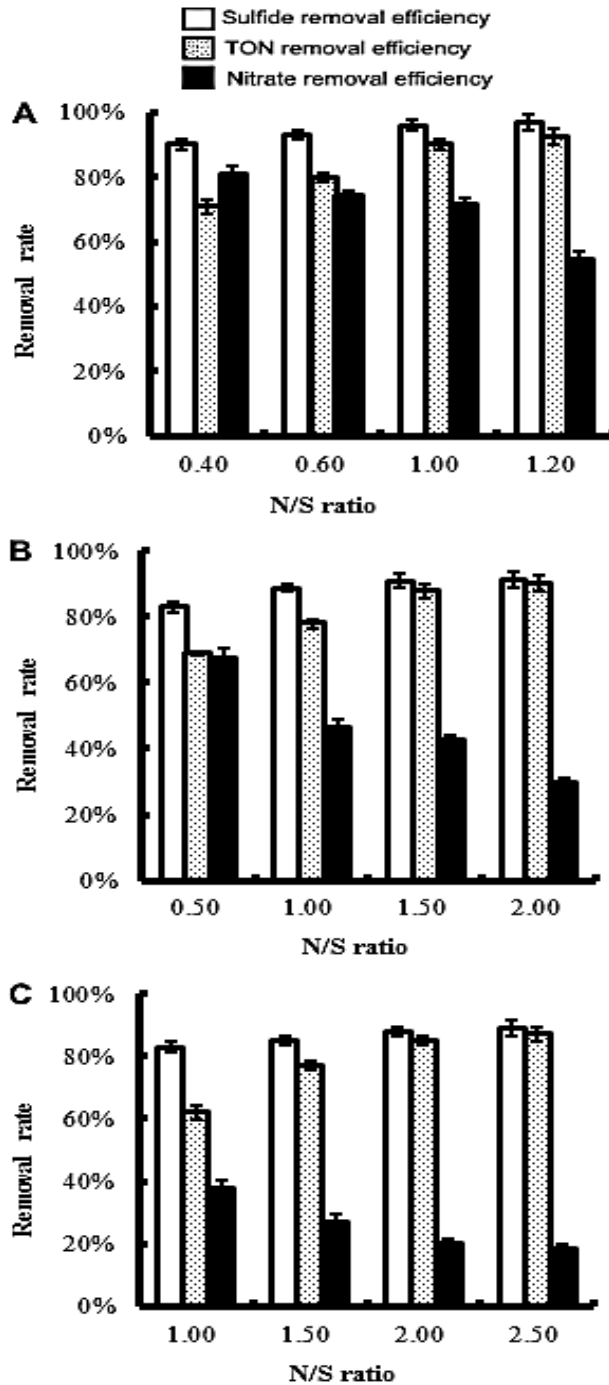 Sulfide removal efficiency
TON removal efficiency
Nitrate removal efficiency
A
100%
80%
60%
40%
20%
0%
Removal rate
0.40 0.60 1.00 1.20
N/S ratio
B
100%
80%
60%
40%
20%
0%
Removal rate
0.50 1.00 1.50 2.00
N/S ratio
C
100%
80%
60%
40%
20%
0%
Removal rate
1.00 1.50 2.00 2.50
N/S ratio